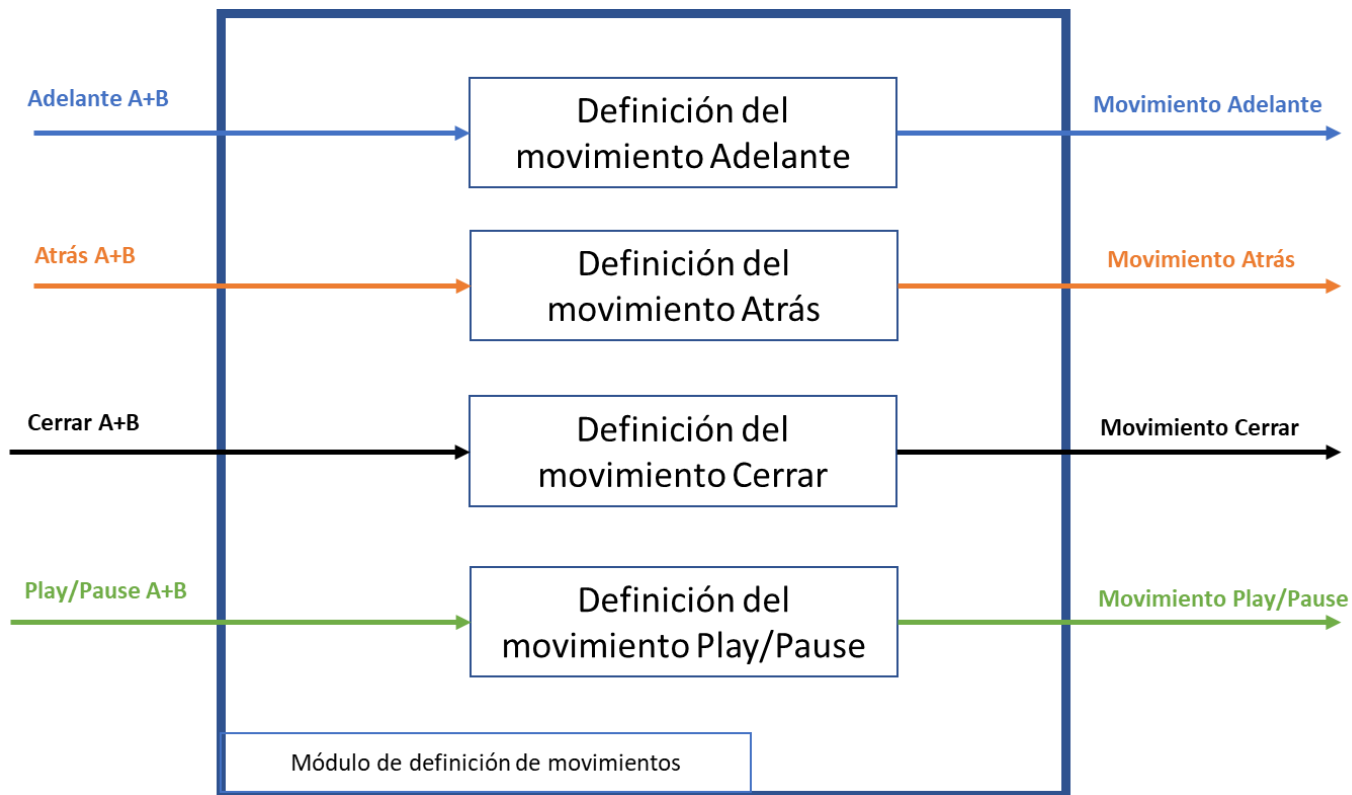 Adelante A+B
Definición del
movimiento Adelante
Movimiento Adelante
Atrás A+B
Definición del
movimiento Atrás
Movimiento Atrás
Cerrar A+B
Definición del
movimiento Cerrar
Movimiento Cerrar
Play/Pause A+B
Definición del
movimiento Play/Pause
Movimiento Play/Pause
Módulo de definición de movimientos